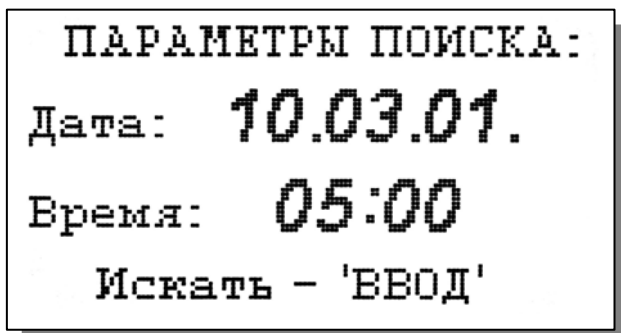 ПАРАМЕТРЫ ПОИСКА:
Дата: 10.03.01.
Время: 05:00
Искать – 'ВВОД'